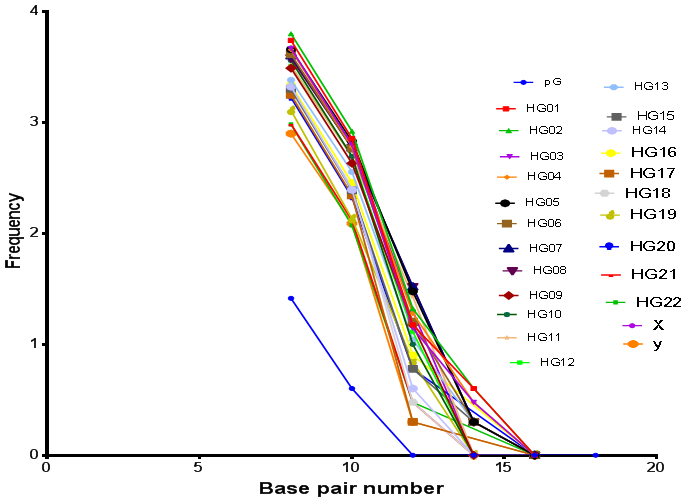 4
3
2
1
0
Frequency
0
5
10
15
20
Base pair number
pG
HG01
HG02
HG03
HG04
HG05
HG06
HG07
HG08
HG09
HG10
HG11
HG12
HG13
HG15
HG14
HG16
HG17
HG18
HG19
HG20
HG21
HG22
X
y